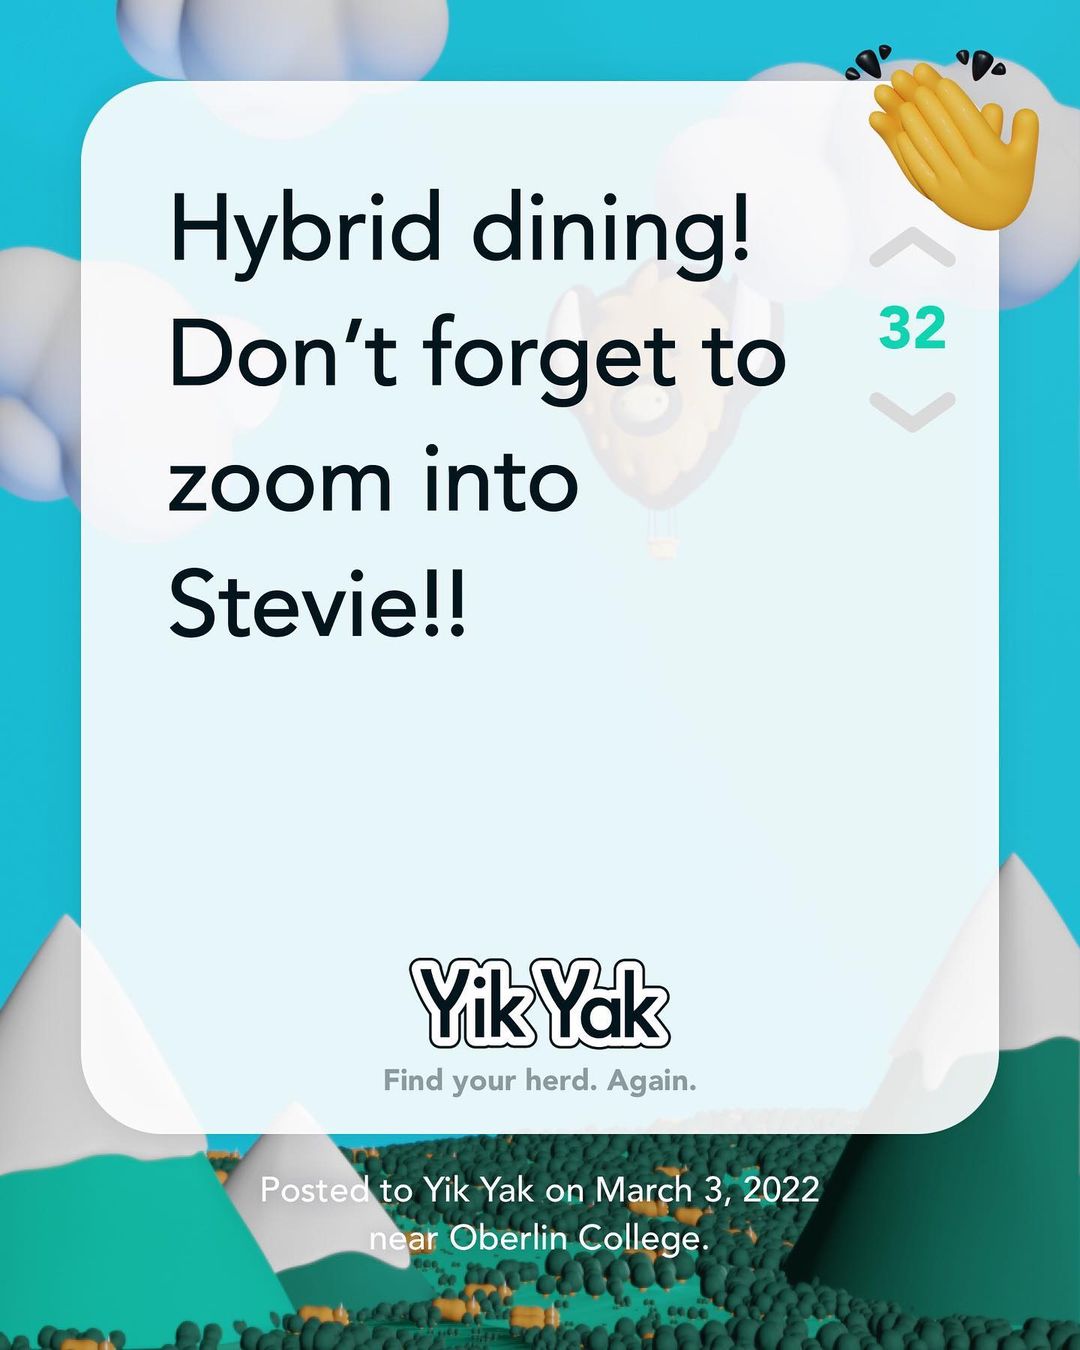 Hybrid dining!
Don’t forget to
zoom into
Stevie!!
32
Yik Yak
Find your herd. Again.
Posted to Yik Yak on March 3, 2022
near Oberlin College.